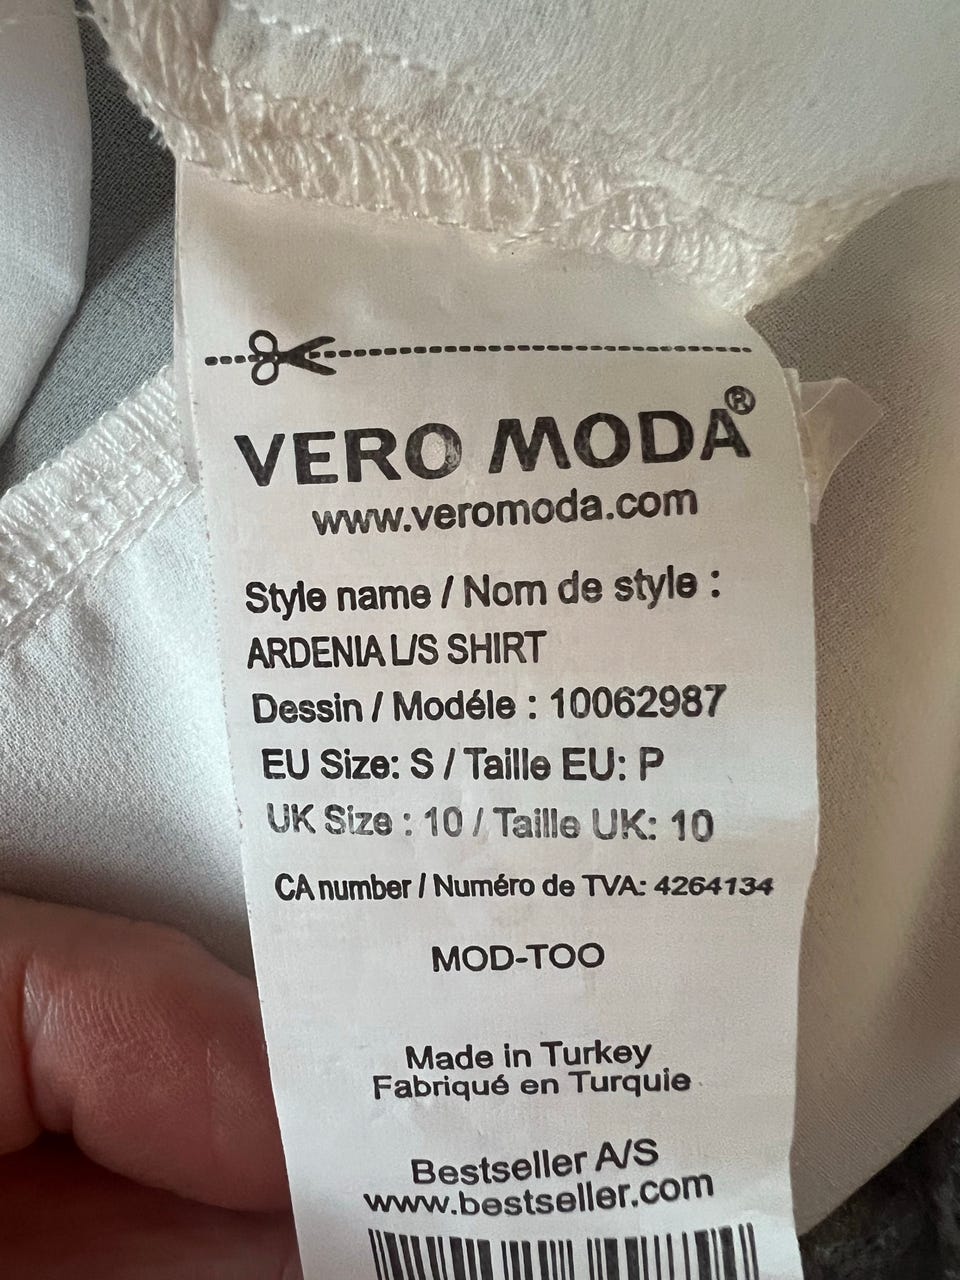 VERO MODA®
www.veromoda.com
Style name / Nom de style :
ARDENIA L/S SHIRT
Dessin / Modéle : 10062987
EU Size: S / Taille EU: P
UK Size : 10 / Taille UK: 10
CA number / Numéro de TVA: 4264134
MOD-TOO
Made in Turkey
Fabriqué en Turquie
Bestseller A/S
www.bestseller.com